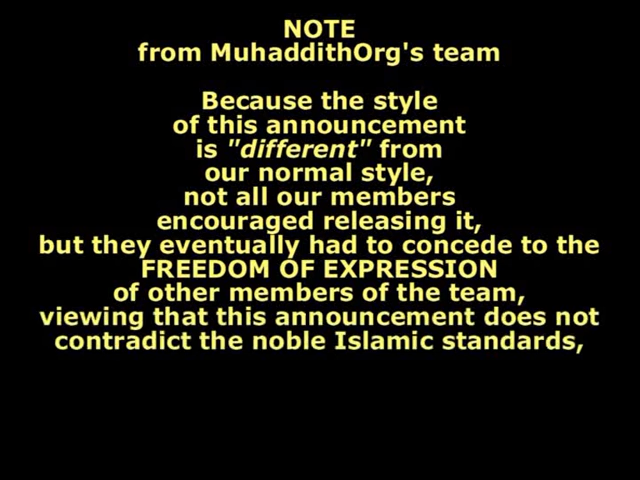 NOTE
from MuhaddithOrg's team
Because the style
of this announcement
is "different" from
our normal style,
not all our members
encouraged releasing it,
but they eventually had to concede to the
FREEDOM OF EXPRESSION
of other members of the team,
viewing that this announcement does not
contradict the noble Islamic standards,